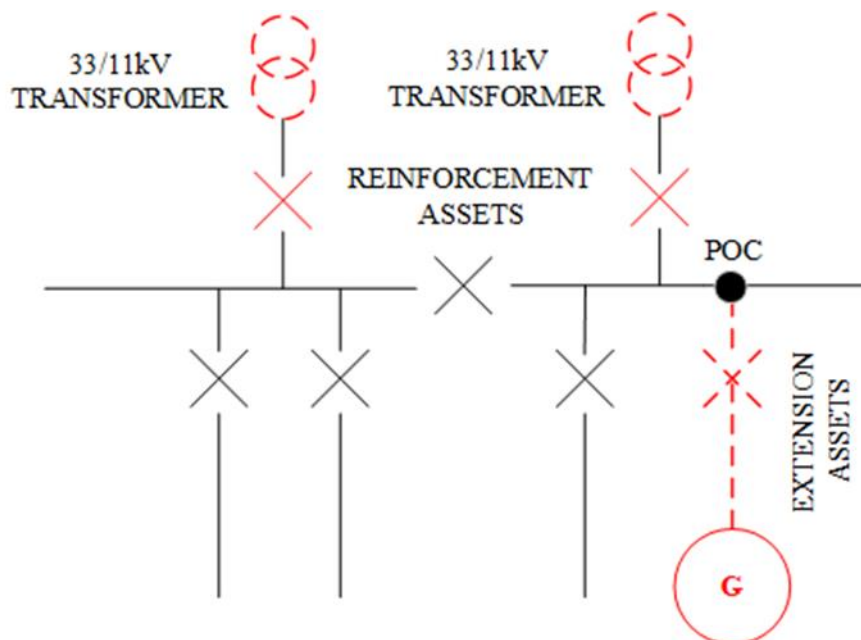 33/11kV
TRANSFORMER
33/11kV
TRANSFORMER
REINFORCEMENT
ASSETS
POC
EXTENSION
ASSETS
G